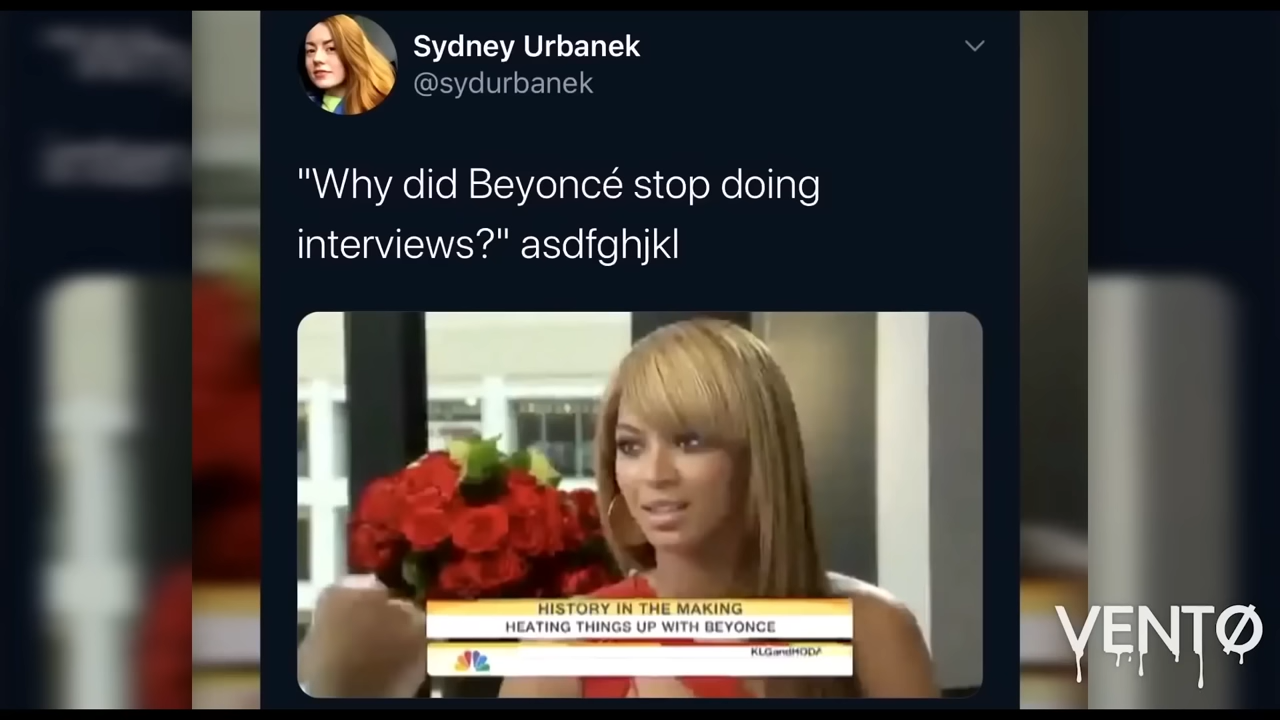 Sydney Urbanek
@sydurbanek
"Why did Beyoncé stop doing
interviews?" asdfghjkl
HISTORY IN THE MAKING
HEATING THINGS UP WITH BEYONCE
KLGandHODA
VENTØ